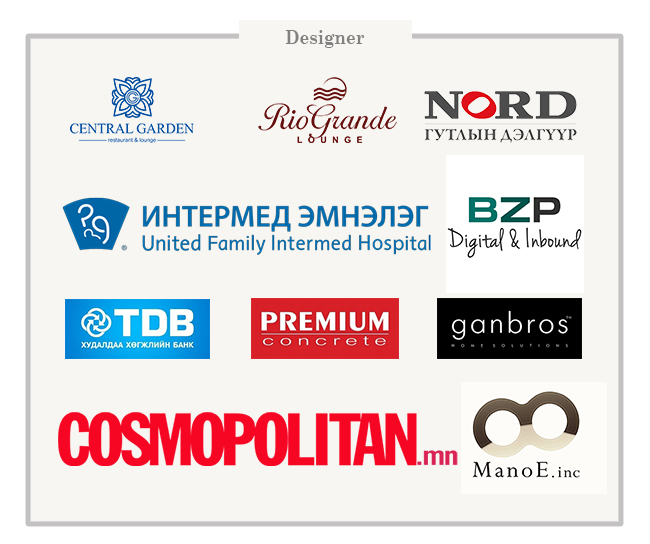 Designer
CENTRAL GARDEN
restaurant & lounge
RioGrande
LOUNGE
NORD
ГУТЛЫН ДЭЛГҮҮР
ИНТЕРМЕД ЭМНЭЛЭГ
United Family Intermed Hospital
®
BZP
Digital & Inbound
TDB
ХУДАЛДАА ХӨГЖЛИЙН БАНК
PREMIUM
concrete
ganbros™
HOME SOLUTIONS
COSMOPOLITAN.mn
ManoE.inc